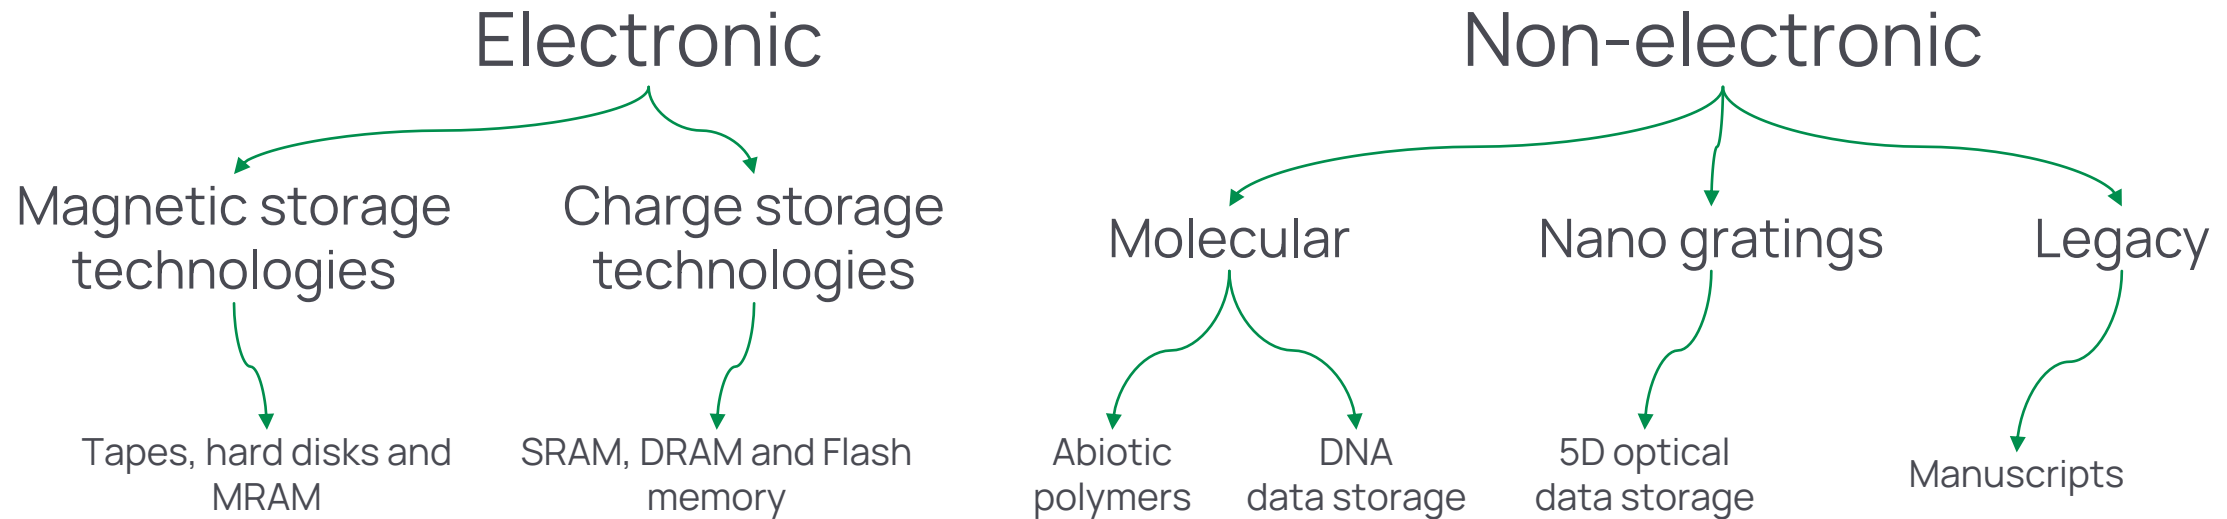 Electronic
Non-electronic
Magnetic storage
technologies
Charge storage
technologies
Molecular
Nano gratings
Legacy
Tapes, hard disks and
MRAM
SRAM, DRAM and Flash
memory
Abiotic
polymers
DNA
data storage
5D optical
data storage
Manuscripts